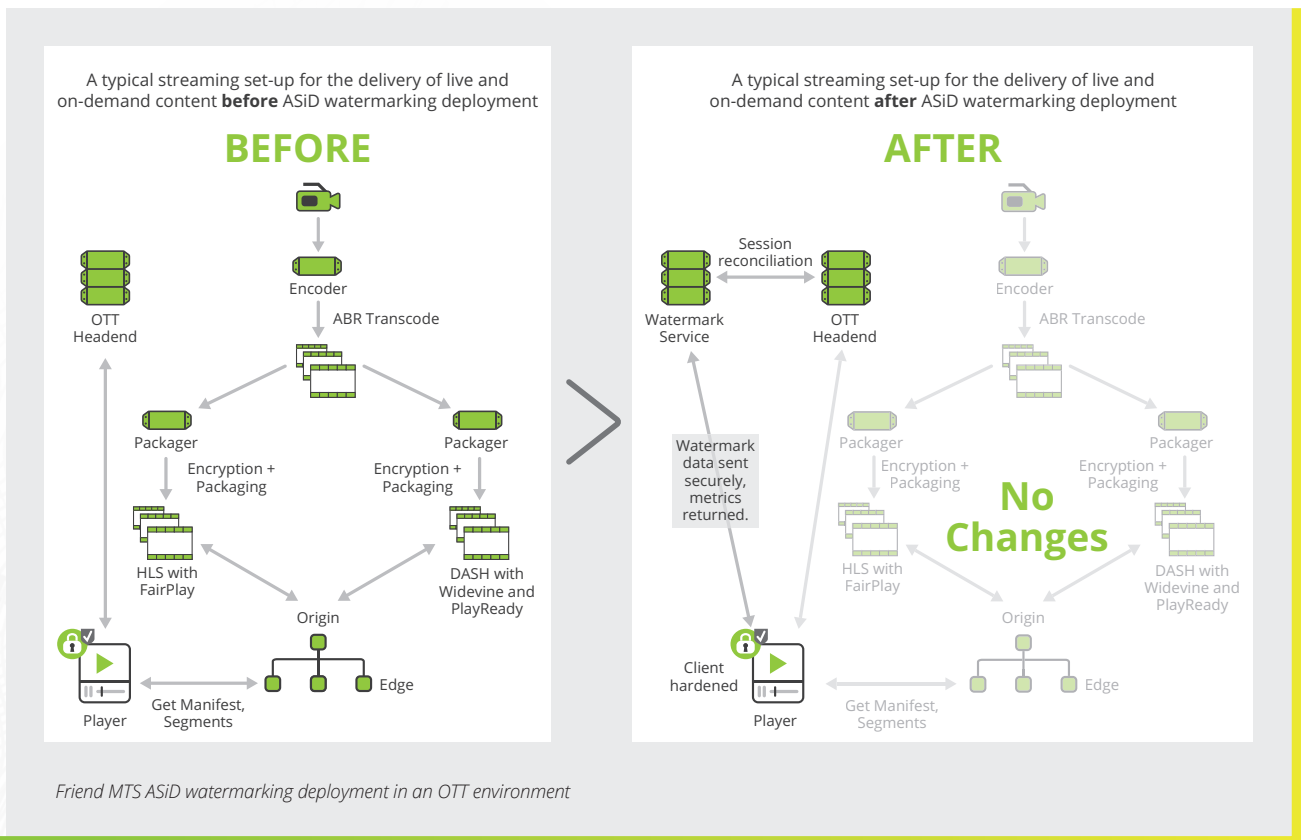 A typical streaming set-up for the delivery of live and
on-demand content before ASiD watermarking deployment
BEFORE
OTT
Headend
Encoder
ABR Transcode
Packager
Packager
Encryption +
Packaging
Encryption +
Packaging
HLS with
FairPlay
DASH with
Widevine and
PlayReady
Origin
Edge
Get Manifest,
Segments
Player
A typical streaming set-up for the delivery of live and
on-demand content after ASiD watermarking deployment
AFTER
Session
reconciliation
Watermark
Service
OTT
Headend
Encoder
ABR Transcode
Watermark
data sent
securely,
metrics
returned.
Packager
Packager
Encryption +
Packaging
Encryption +
Packaging
No
Changes
HLS with
FairPlay
DASH with
Widevine and
PlayReady
Origin
Edge
Client
hardened
Get Manifest,
Segments
Player
Friend MTS ASiD watermarking deployment in an OTT environment